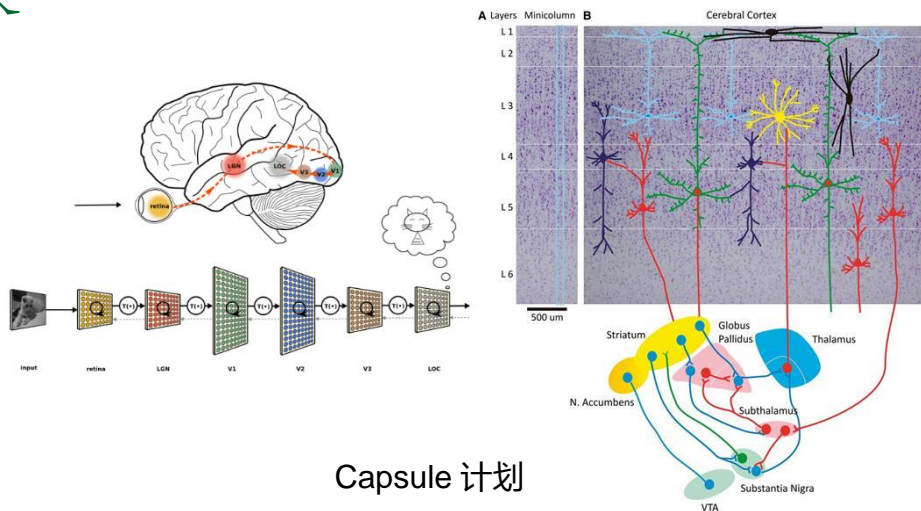 A Layers Minicolumn
B Cerebral Cortex
L 1
L 2
L 3
L 4
L 5
L 6
500 um
retina
LGN
LOC
V3
V2
V1
T(•)
T(•)
T(•)
T(•)
T(•)
input
retina
LGN
V1
V2
V3
LOC
Striatum
Globus
Pallidus
Thalamus
N. Accumbens
Subthalamus
Substantia Nigra
VTA
Capsule 计划